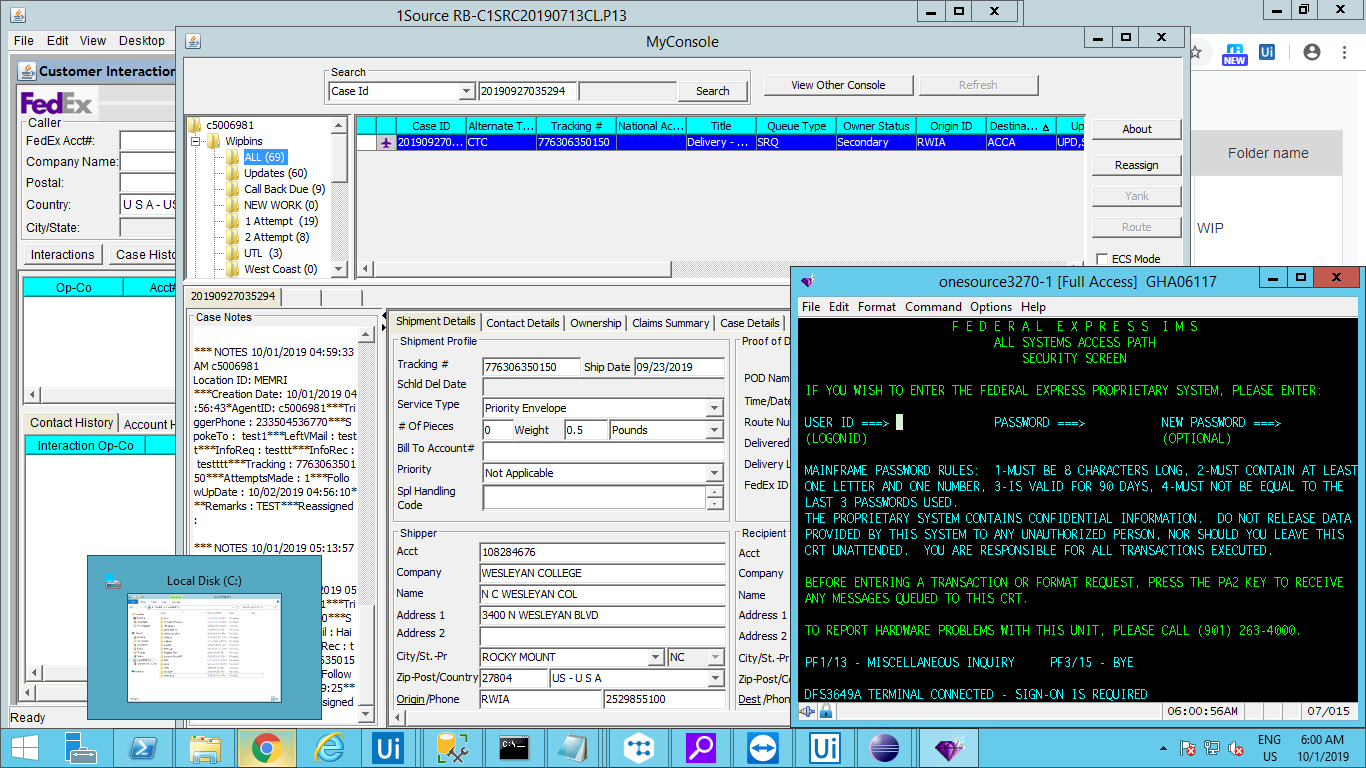 1Source RB-C1SRC20190713CL.P13
File Edit View Desktop
Customer Interaction
FedEx
Caller
FedEx Acct#:
Company Name:
Postal:
Country:
U S A - US
City/State:
Interactions
Case Histo
Op-Co
Acct#
Contact History
Account H
Interaction Op-Co
Ready
MyConsole
Search
Case Id
20190927035294
Search
View Other Console
Refresh
c5006981
Wipbins
ALL (69)
Updates (60)
Call Back Due (9)
NEW WORK (0)
1 Attempt (19)
2 Attempt (8)
UTL (3)
West Coast (0)
Case ID Alternate T... Tracking # National Ac... Title Queue Type Owner Status Origin ID Destina... Up
201909270... CTC 776306350150 Delivery - ... SRQ Secondary RWIA ACCA UPD,S
About
Reassign
Yank
Route
ECS Mode
NEW
Ui
Folder name
WIP
20190927035294
Case Notes
*** NOTES 10/01/2019 04:59:33
AM c5006981
Location ID: MEMRI
***Creation Date: 10/01/2019 04
:56:43*AgentID: c5006981***Tri
ggerPhone : 233504536770***S
pokeTo : test1***LeftVMail : tes
t***InfoReq : testtt***InfoRec :
testttt***Tracking : 7763063501
50***AttemptsMade : 1***Follo
wUpDate : 10/02/2019 04:56:10*
**Remarks : TEST***Reassigned
:
*** NOTES 10/01/2019 05:13:57
Shipment Details Contact Details Ownership Claims Summary Case Details
Shipment Profile
Tracking # 776306350150 Ship Date 09/23/2019
Schld Del Date
Service Type Priority Envelope
# Of Pieces 0 Weight 0.5 Pounds
Bill To Account#
Priority Not Applicable
Spl Handling
Code
Proof of D
POD Nam
Time/Date
Route Nu
Delivered
Delivery L
FedEx ID
Shipper
Acct 108284676
Company WESLEYAN COLLEGE
Name N C WESLEYAN COL
Address 1 3400 N WESLEYAN BLVD
Address 2
City/St.-Pr ROCKY MOUNT NC
Zip-Post/Country 27804 US - U S A
Origin/Phone RWIA 2529855100
Recipient
Acct
Company
Name
Address 1
Address 2
City/St.-Pr
Zip-Post/Co
Dest /Phone
Local Disk (C:)
onesource3270-1 [Full Access] GHA06117
File Edit Format Command Options Help
F E D E R A L E X P R E S S I M S
ALL SYSTEMS ACCESS PATH
SECURITY SCREEN
IF YOU WISH TO ENTER THE FEDERAL EXPRESS PROPRIETARY SYSTEM, PLEASE ENTER:
USER ID ===> PASSWORD ===> NEW PASSWORD ===>
(LOGONID) (OPTIONAL)
MAINFRAME PASSWORD RULES: 1-MUST BE 8 CHARACTERS LONG, 2-MUST CONTAIN AT LEAST
ONE LETTER AND ONE NUMBER, 3-IS VALID FOR 90 DAYS, 4-MUST NOT BE EQUAL TO THE
LAST 3 PASSWORDS USED.
THE PROPRIETARY SYSTEM CONTAINS CONFIDENTIAL INFORMATION. DO NOT RELEASE DATA
PROVIDED BY THIS SYSTEM TO ANY UNAUTHORIZED PERSON, NOR SHOULD YOU LEAVE THIS
CRT UNATTENDED. YOU ARE RESPONSIBLE FOR ALL TRANSACTIONS EXECUTED.
BEFORE ENTERING A TRANSACTION OR FORMAT REQUEST, PRESS THE PA2 KEY TO RECEIVE
ANY MESSAGES QUEUED TO THIS CRT.
TO REPORT HARDWARE PROBLEMS WITH THIS UNIT, PLEASE CALL (901) 263-4000.
PF1/13 - MISCELLANEOUS INQUIRY PF3/15 - BYE
DFS3649A TERMINAL CONNECTED - SIGN-ON IS REQUIRED
06:00:56AM 07/015
Ui
Ui
ENG
US
6:00 AM
10/1/2019